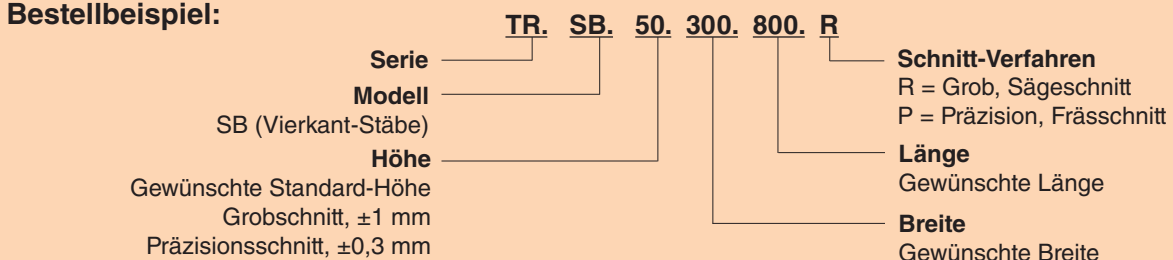 Bestellbeispiel:
TR. SB. 50. 300. 800. R
Serie
Modell
SB (Vierkant-Stäbe)
Höhe
Gewünschte Standard-Höhe
Grobschnitt, ±1 mm
Präzisionsschnitt, ±0,3 mm
Schnitt-Verfahren
R = Grob, Sägeschnitt
P = Präzision, Frässchnitt
Länge
Gewünschte Länge
Breite
Gewünschte Breite